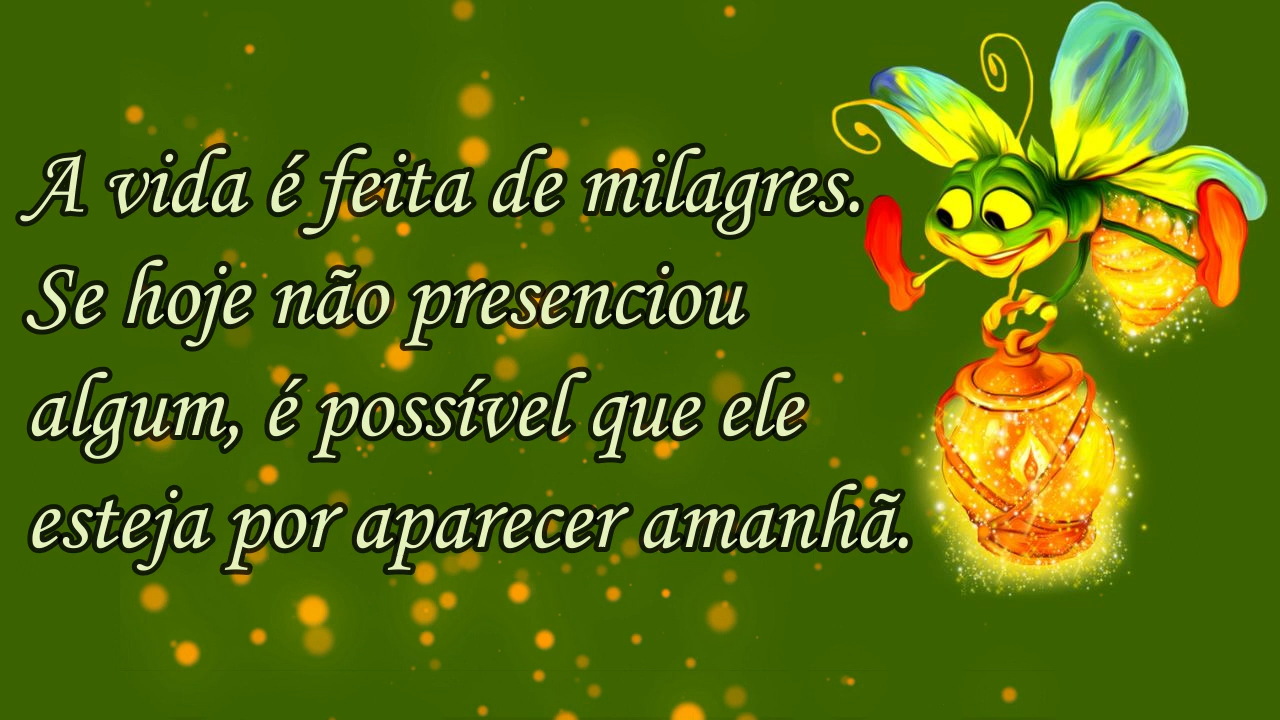 A vida é feita de milagres.
Se hoje não presenciou
algum, é possível que ele
esteja por aparecer amanhã.